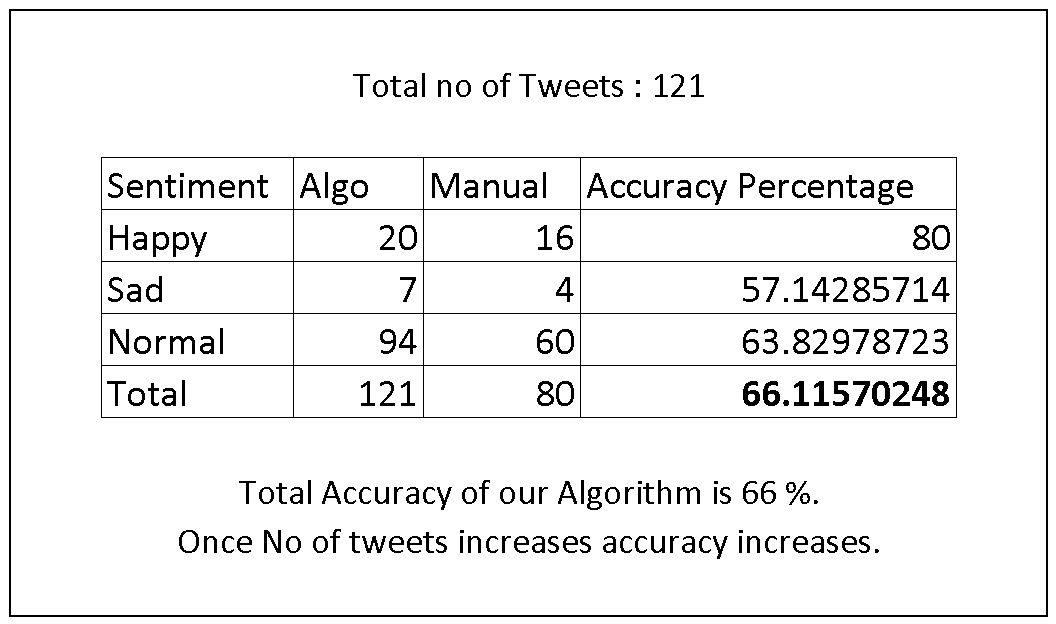 Total no of Tweets : 121
Sentiment Algo Manual Accuracy Percentage
Happy 20 16 80
Sad 7 4 57.14285714
Normal 94 60 63.82978723
Total 121 80 66.11570248
Total Accuracy of our Algorithm is 66 %.
Once No of tweets increases accuracy increases.